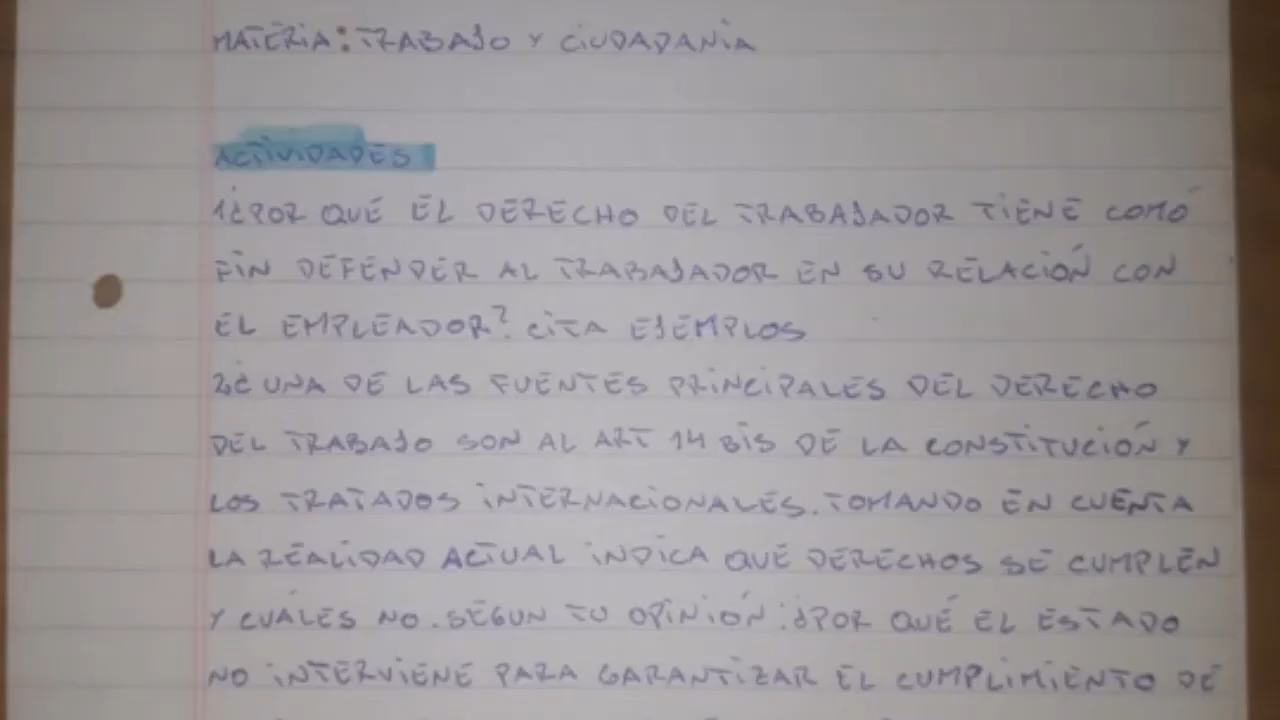 MATERIA: TRABAJO Y CIUDADANIA
ACTIVIDADES
1¿POR QUÉ EL DERECHO DEL TRABAJADOR TIENE COMÓ
FIN DEFENDER AL TRABAJADOR EN SU RELACIÓN CON
EL EMPLEADOR? CITA EJEMPLOS
2¿ UNA DE LAS FUENTES PRINCIPALES DEL DERECHO
DEL TRABAJO SON AL ART 14 BIS DE LA CONSTITUCIÓN Y
LOS TRATADOS INTERNACIONALES. TOMANDO EN CUENTA
LA REALIDAD ACTUAL INDICA QUE DERECHOS SE CUMPLEN
Y CUÁLES NO. SEGUN TU OPINIÓN: ¿POR QUÉ EL ESTADO
NO INTERVIENE PARA GARANTIZAR EL CUMPLIMIENTO DE